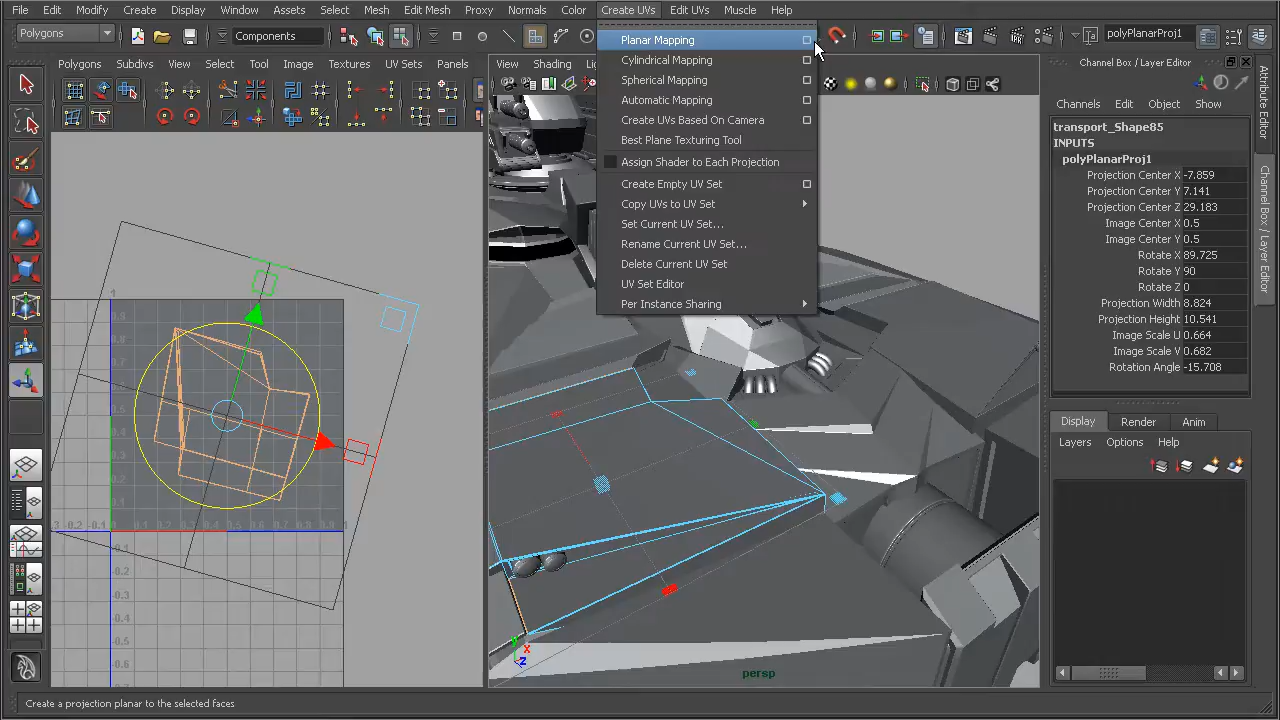 File Edit Modify Create Display Window Assets Select Mesh Edit Mesh Proxy Normals Color Create UVs Edit UVs Muscle Help
Polygons
Components
polyPlanarProj1
Polygons Subdivs UV Sets Panels
View Select Tool Image Textures
View Shading
Planar Mapping
Cylindrical Mapping
Spherical Mapping
Automatic Mapping
Create UVs Based On Camera
Best Plane Texturing Tool
Assign Shader to Each Projection
Create Empty UV Set
Copy UVs to UV Set
Set Current UV Set...
Rename Current UV Set...
Delete Current UV Set
UV Set Editor
Per Instance Sharing
Channel Box / Layer Editor
Channels Edit Object Show
transport_Shape85
INPUTS
polyPlanarProj1
Projection Center X -7.859
Projection Center Y 7.141
Projection Center Z 29.183
Image Center X 0.5
Image Center Y 0.5
Rotate X 89.725
Rotate Y 90
Rotate Z 0
Projection Width 8.824
Projection Height 10.541
Image Scale U 0.664
Image Scale V 0.682
Rotation Angle -15.708
Attribute Editor
Channel Box / Layer Editor
Display Render Anim
Layers Options Help
persp
y
x
z
Create a projection planar to the selected faces